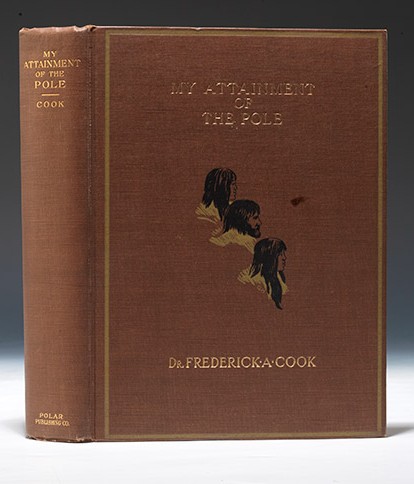 MY
ATTAINMENT
OF THE
POLE
COOK
POLAR
PUBLISHING CO.
MY ATTAINMENT
OF
THE POLE
DR. FREDERICK·A·COOK